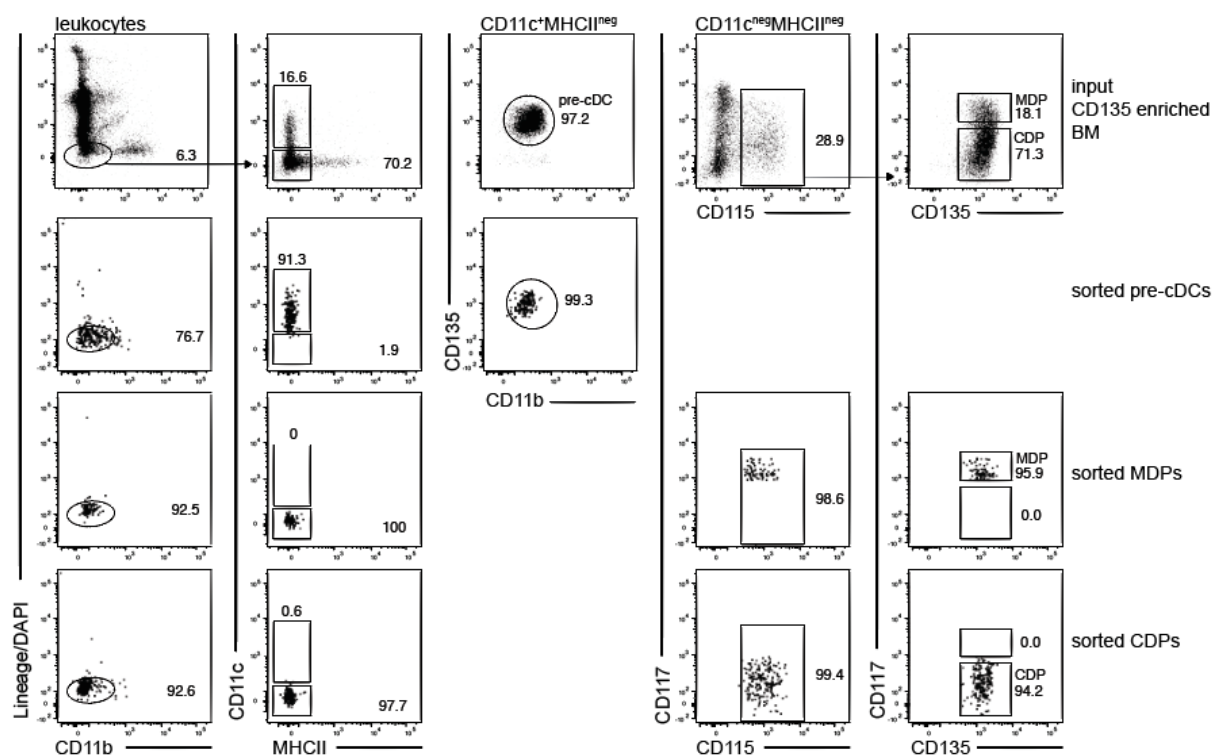 leukocytes
CD11c⁺MHCIIⁿᵉᵍ
CD11cⁿᵉᵍMHCIIⁿᵉᵍ
6.3
16.6
70.2
pre-cDC
97.2
28.9
MDP
18.1
CDP
71.3
input
CD135 enriched
BM
CD115
CD135
76.7
91.3
1.9
99.3
sorted pre-cDCs
CD135
CD11b
92.5
0
100
98.6
MDP
95.9
0.0
sorted MDPs
92.6
0.6
97.7
99.4
0.0
CDP
94.2
sorted CDPs
Lineage/DAPI
CD11c
CD117
CD117
CD11b
MHCII
CD115
CD135